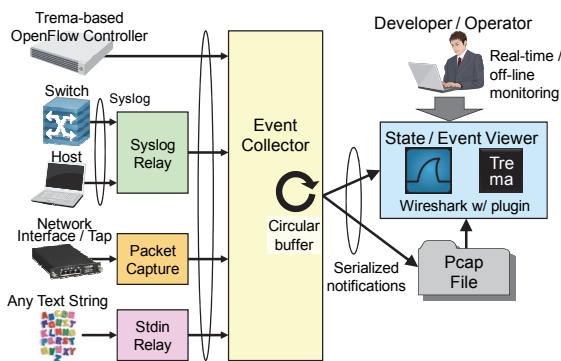 Trema-based
OpenFlow Controller
Switch
Syslog
Host
Syslog
Relay
Network
Interface / Tap
Packet
Capture
Any Text String
Stdin
Relay
Event
Collector
Circular
buffer
Serialized
notifications
Developer / Operator
Real-time /
off-line
monitoring
State / Event Viewer
Tre
ma
Wireshark w/ plugin
Pcap
File